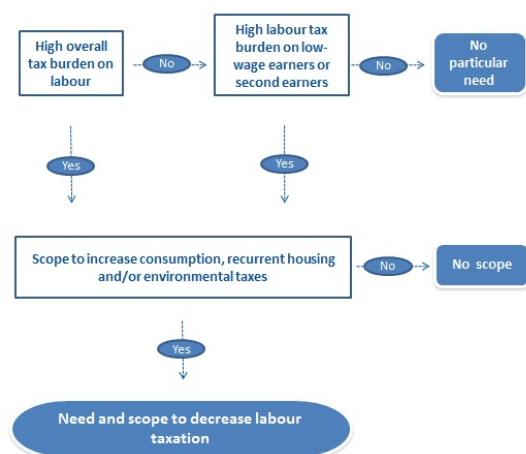 High overall
tax burden on
labour
No
High labour tax
burden on low-
wage earners or
second earners
No
No
particular
need
Yes
Yes
Scope to increase consumption, recurrent housing
and/or environmental taxes
No
No scope
Yes
Need and scope to decrease labour
taxation